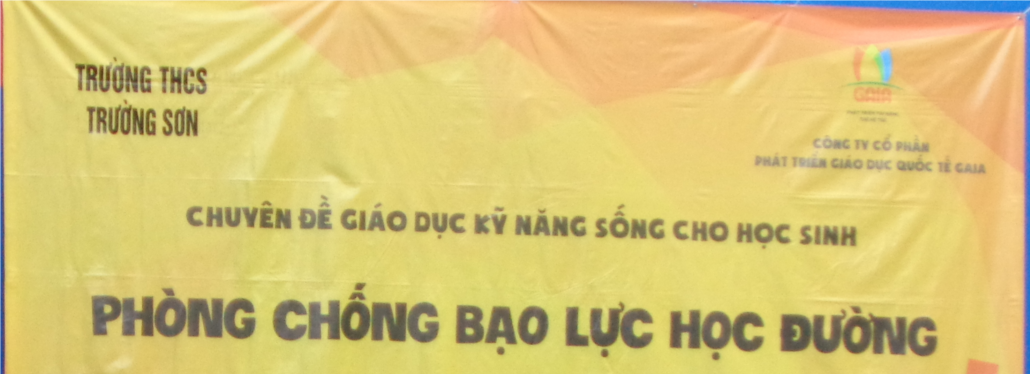 TRƯỜNG THCS
TRƯỜNG SƠN
GAIA
CÔNG TY CỔ PHẦN
PHÁT TRIỂN GIÁO DỤC QUỐC TẾ GAIA
CHUYÊN ĐỀ GIÁO DỤC KỸ NĂNG SỐNG CHO HỌC SINH
PHÒNG CHỐNG BẠO LỰC HỌC ĐƯỜNG